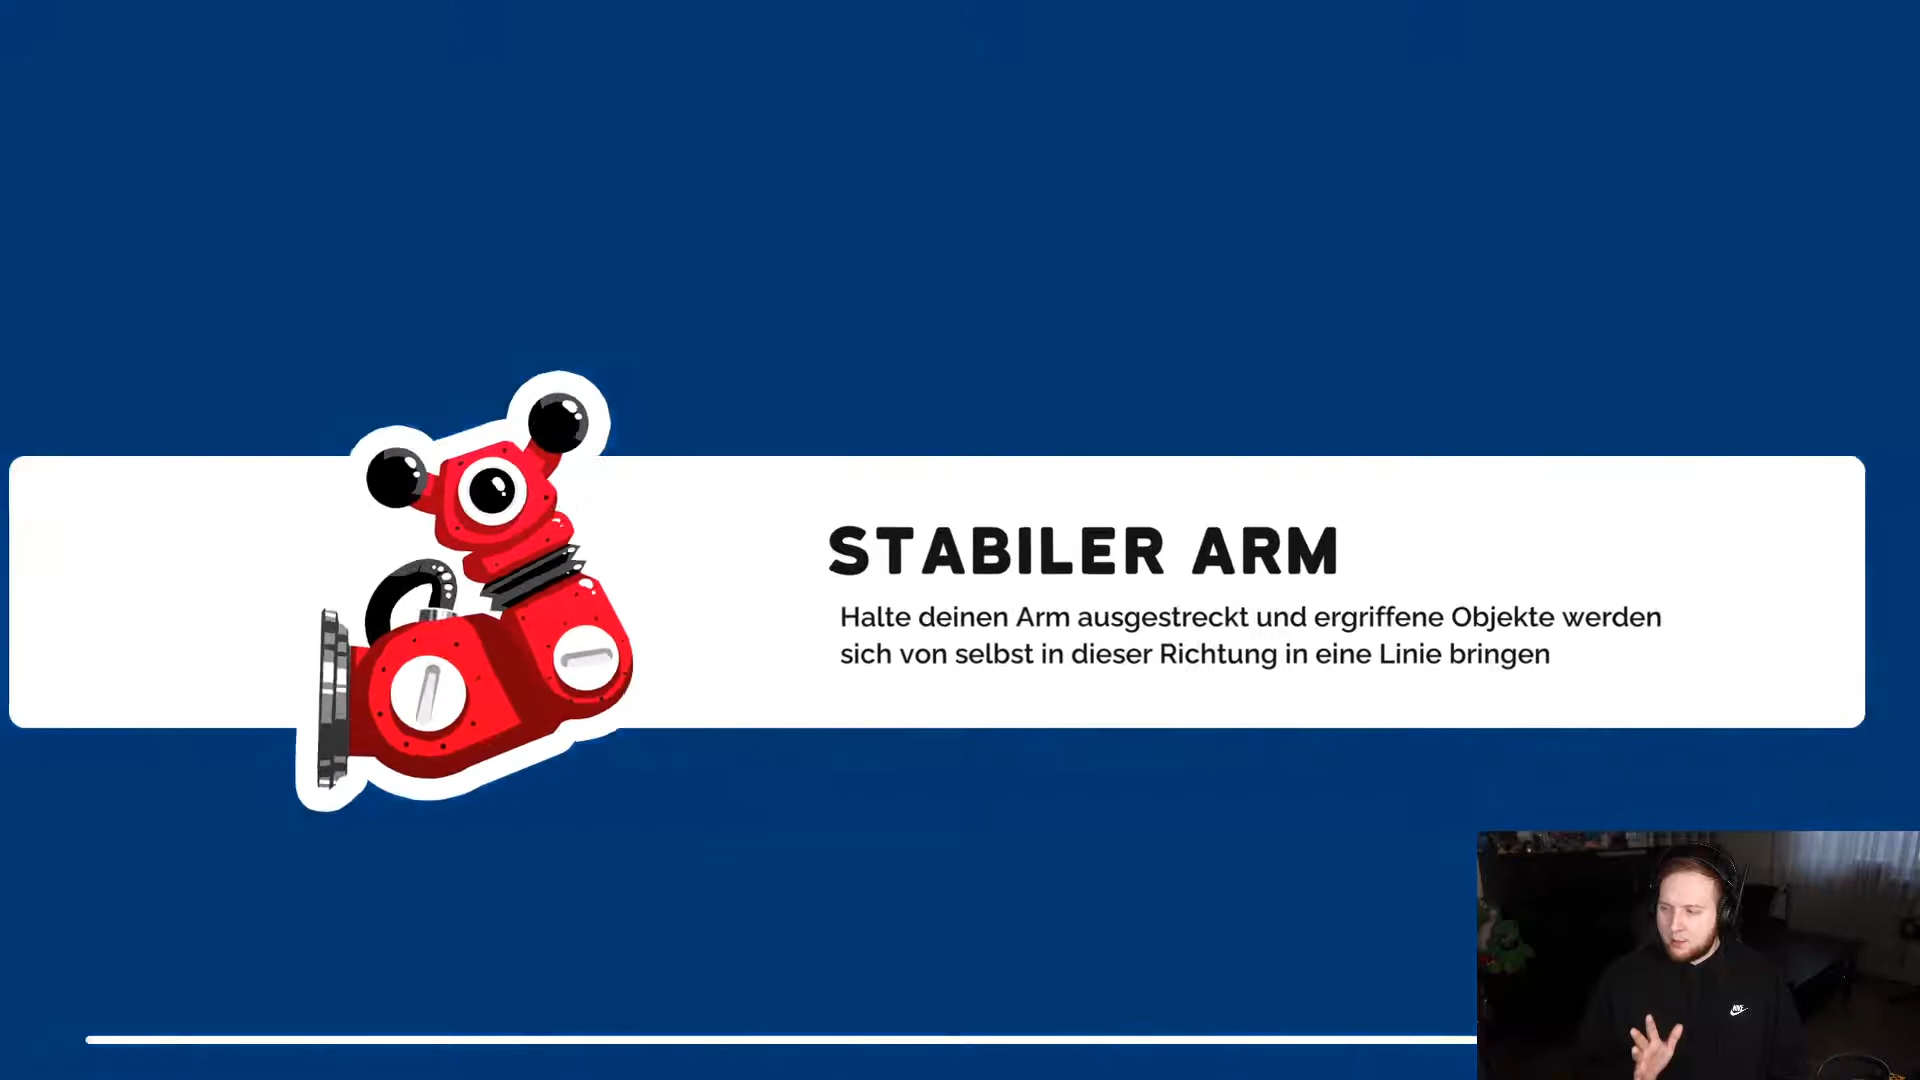 STABILER ARM
Halte deinen Arm ausgestreckt und ergriffene Objekte werden
sich von selbst in dieser Richtung in eine Linie bringen
NIKE